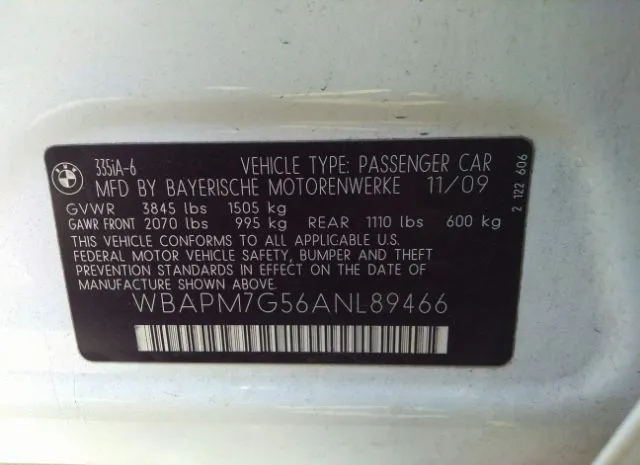 BMW
335iA-6
VEHICLE TYPE: PASSENGER CAR
MFD BY BAYERISCHE MOTORENWERKE 11/09
GVWR 3845 lbs 1505 kg
GAWR FRONT 2070 lbs 995 kg REAR 1110 lbs 600 kg
THIS VEHICLE CONFORMS TO ALL APPLICABLE U.S.
FEDERAL MOTOR VEHICLE SAFETY, BUMPER AND THEFT
PREVENTION STANDARDS IN EFFECT ON THE DATE OF
MANUFACTURE SHOWN ABOVE.
WBAPM7G56ANL89466
2 122 606